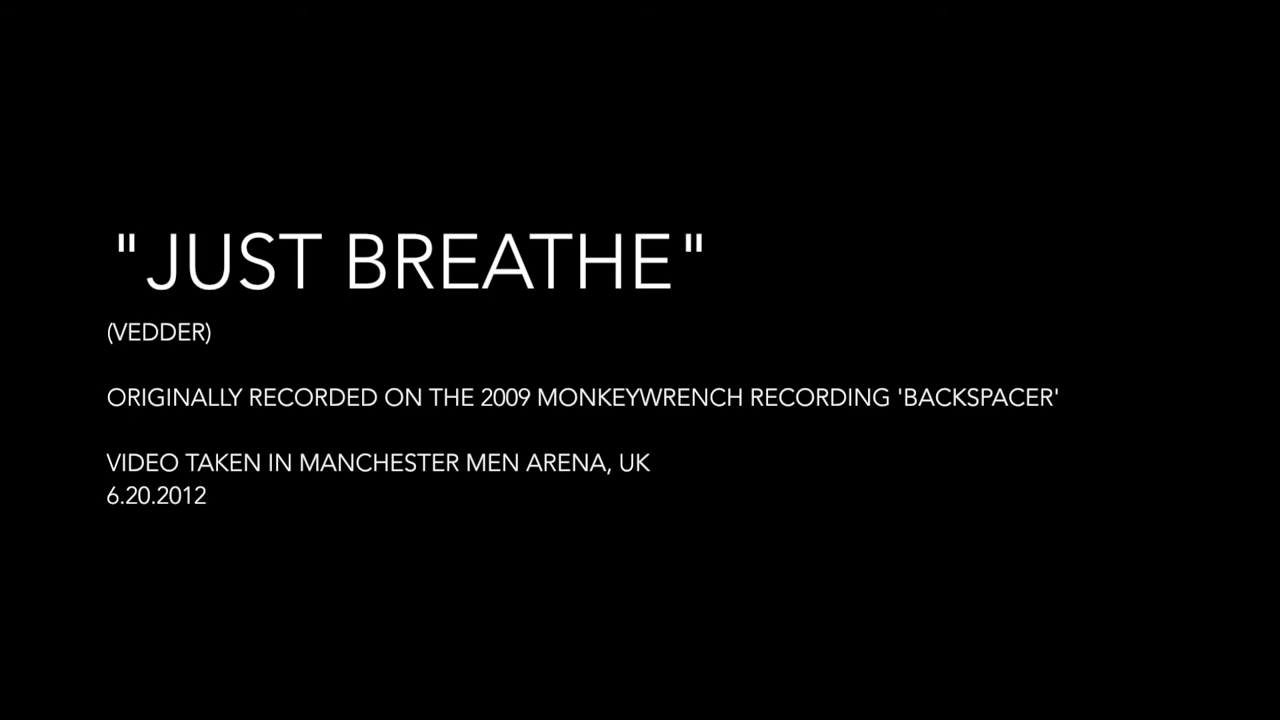 "JUST BREATHE"
(VEDDER)
ORIGINALLY RECORDED ON THE 2009 MONKEYWRENCH RECORDING 'BACKSPACER'
VIDEO TAKEN IN MANCHESTER MEN ARENA, UK
6.20.2012